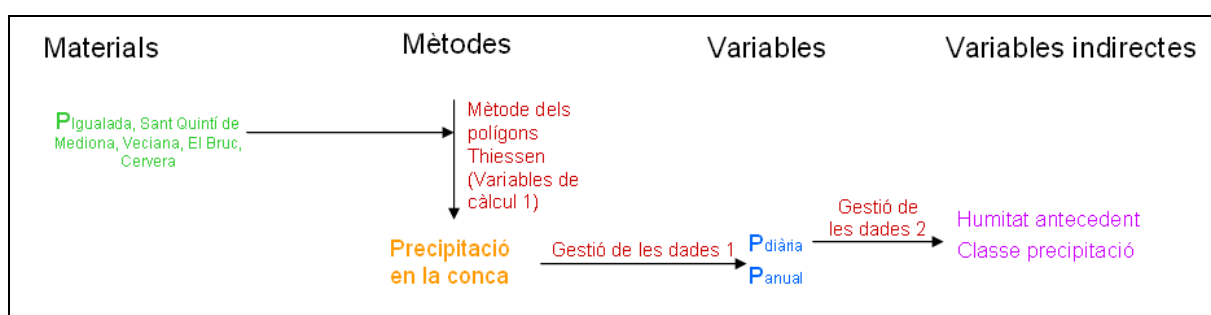 Materials
Mètodes
Variables
Variables indirectes
PIgualada, Sant Quintí de
Mediona, Veciana, El Bruc,
Cervera
Mètode dels
polígons
Thiessen
(Variables de
càlcul 1)
Precipitació
en la conca
Gestió de les dades 1
Pdiària
Panual
Gestió de
les dades 2
Humitat antecedent
Classe precipitació